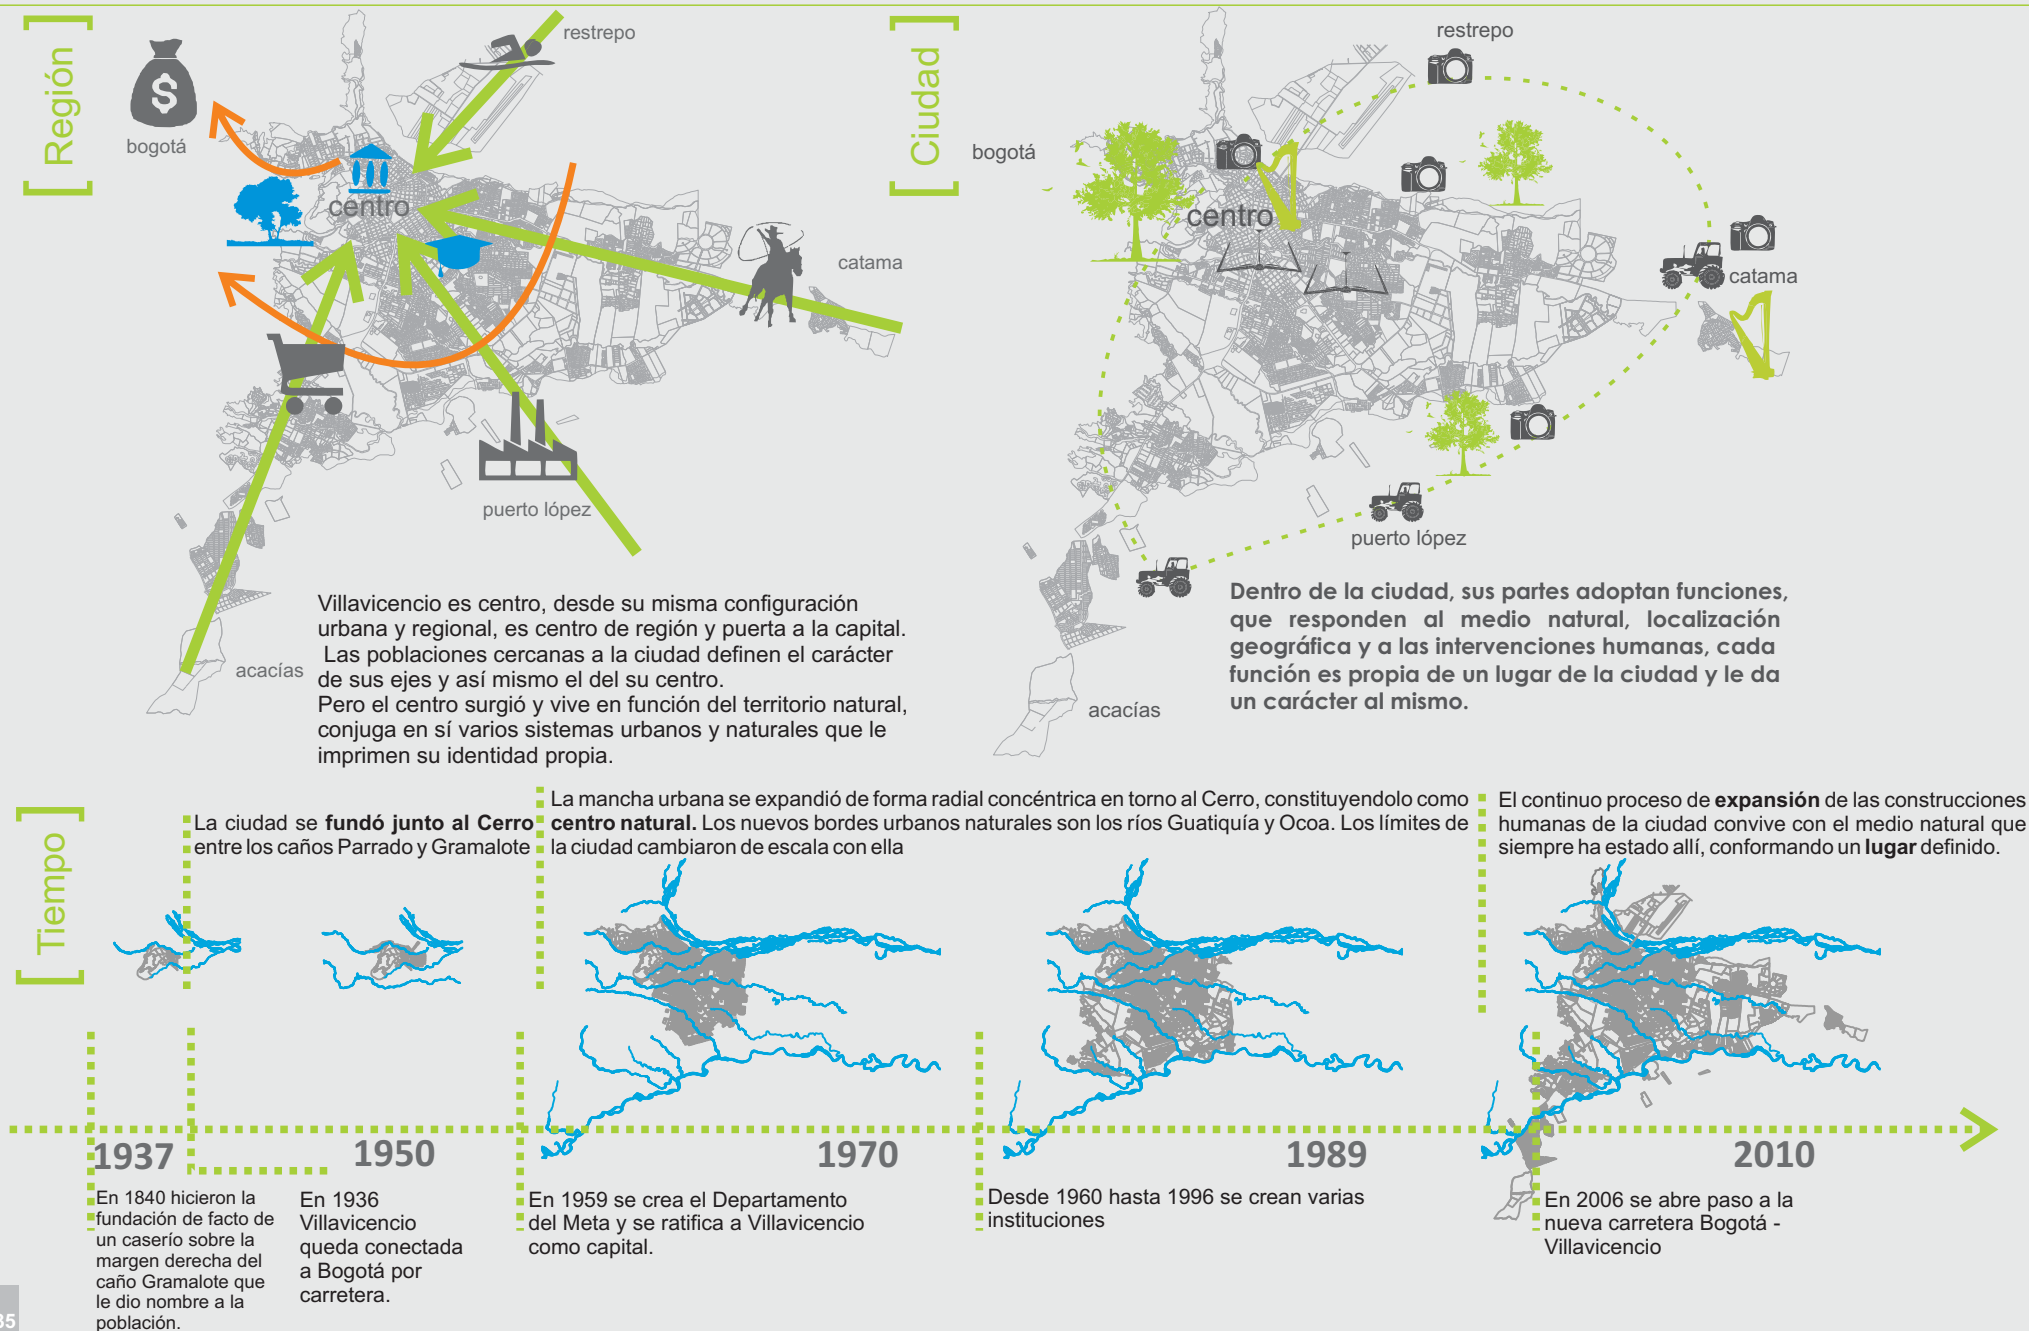 [ Región ]
restrepo
$
bogotá
centro
catama
puerto lópez
acacías
Villavicencio es centro, desde su misma configuración
urbana y regional, es centro de región y puerta a la capital.
Las poblaciones cercanas a la ciudad definen el carácter
de sus ejes y así mismo el del su centro.
Pero el centro surgió y vive en función del territorio natural,
conjuga en sí varios sistemas urbanos y naturales que le
imprimen su identidad propia.
[ Ciudad ]
restrepo
bogotá
centro
catama
puerto lópez
acacías
Dentro de la ciudad, sus partes adoptan funciones,
que responden al medio natural, localización
geográfica y a las intervenciones humanas, cada
función es propia de un lugar de la ciudad y le da
un carácter al mismo.
[ Tiempo ]
La ciudad se fundó junto al Cerro
entre los caños Parrado y Gramalote
La mancha urbana se expandió de forma radial concéntrica en torno al Cerro, constituyendolo como
centro natural. Los nuevos bordes urbanos naturales son los ríos Guatiquía y Ocoa. Los límites de
la ciudad cambiaron de escala con ella
El continuo proceso de expansión de las construcciones
humanas de la ciudad convive con el medio natural que
siempre ha estado allí, conformando un lugar definido.
1937
1950
1970
1989
2010
En 1840 hicieron la
fundación de facto de
un caserío sobre la
margen derecha del
caño Gramalote que
le dio nombre a la
población.
En 1936
Villavicencio
queda conectada
a Bogotá por
carretera.
En 1959 se crea el Departamento
del Meta y se ratifica a Villavicencio
como capital.
Desde 1960 hasta 1996 se crean varias
instituciones
En 2006 se abre paso a la
nueva carretera Bogotá -
Villavicencio
35